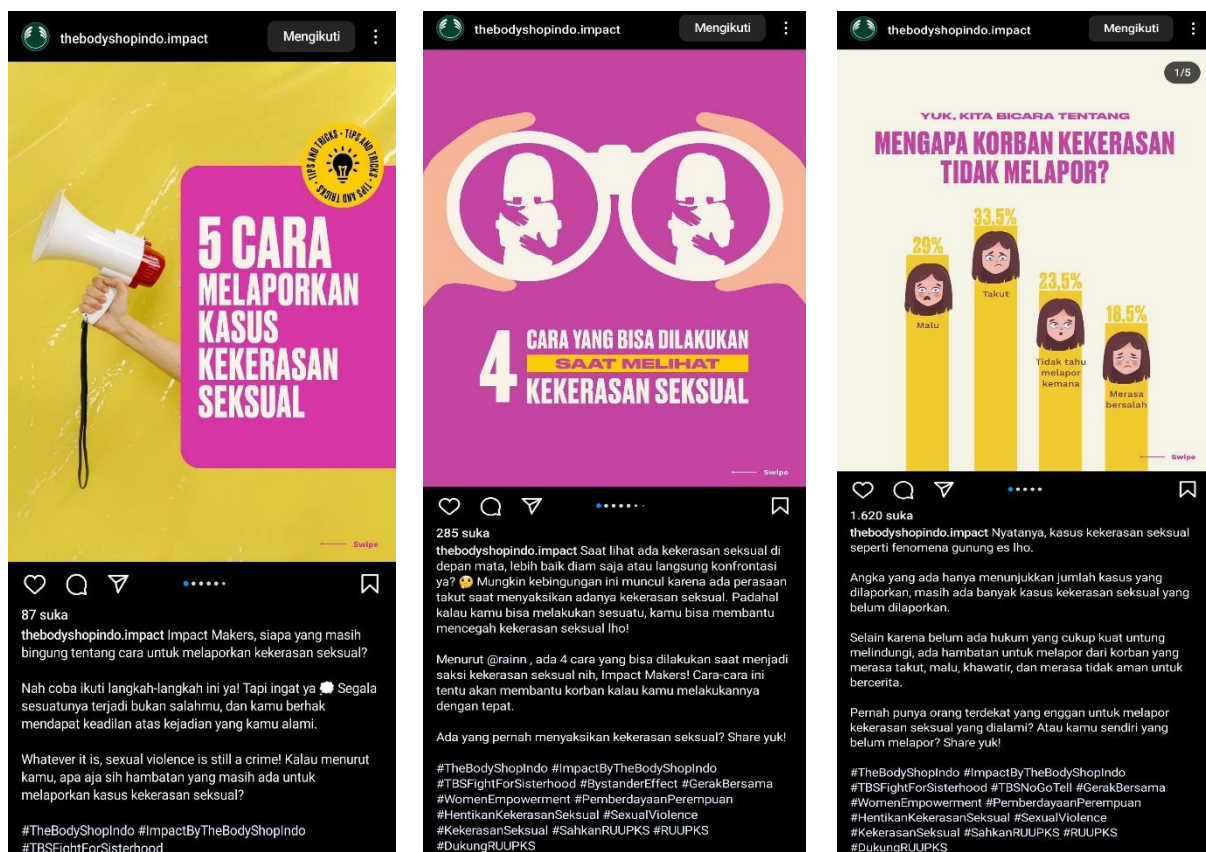 thebodyshopindo.impact
Mengikuti
TIPS AND TRICKS • TIPS AND TRICKS • TIPS AND TRICKS •
5 CARA
MELAPORKAN
KASUS
KEKERASAN
SEKSUAL
Swipe
87 suka
thebodyshopindo.impact Impact Makers, siapa yang masih
bingung tentang cara untuk melaporkan kekerasan seksual?
Nah coba ikuti langkah-langkah ini ya! Tapi ingat ya 💭 Segala
sesuatunya terjadi bukan salahmu, dan kamu berhak
mendapat keadilan atas kejadian yang kamu alami.
Whatever it is, sexual violence is still a crime! Kalau menurut
kamu, apa aja sih hambatan yang masih ada untuk
melaporkan kasus kekerasan seksual?
#TheBodyShopIndo #ImpactByTheBodyShopIndo
#TBSFightForSisterhood
thebodyshopindo.impact
Mengikuti
4 CARA YANG BISA DILAKUKAN
SAAT MELIHAT
KEKERASAN SEKSUAL
Swipe
285 suka
thebodyshopindo.impact Saat lihat ada kekerasan seksual di
depan mata, lebih baik diam saja atau langsung konfrontasi
ya? 🤔 Mungkin kebingungan ini muncul karena ada perasaan
takut saat menyaksikan adanya kekerasan seksual. Padahal
kalau kamu bisa melakukan sesuatu, kamu bisa membantu
mencegah kekerasan seksual lho!
Menurut @rainn , ada 4 cara yang bisa dilakukan saat menjadi
saksi kekerasan seksual nih, Impact Makers! Cara-cara ini
tentu akan membantu korban kalau kamu melakukannya
dengan tepat.
Ada yang pernah menyaksikan kekerasan seksual? Share yuk!
#TheBodyShopIndo #ImpactByTheBodyShopIndo
#TBSFightForSisterhood #BystanderEffect #GerakBersama
#WomenEmpowerment #PemberdayaanPerempuan
#HentikanKekerasanSeksual #SexualViolence
#KekerasanSeksual #SahkanRUUPKS #RUUPKS
#DukungRUUPKS
thebodyshopindo.impact
Mengikuti
1/5
YUK, KITA BICARA TENTANG
MENGAPA KORBAN KEKERASAN
TIDAK MELAPOR?
29%
Malu
33,5%
Takut
23,5%
Tidak tahu
melapor
kemana
18,5%
Merasa
bersalah
Swipe
1.620 suka
thebodyshopindo.impact Nyatanya, kasus kekerasan seksual
seperti fenomena gunung es lho.
Angka yang ada hanya menunjukkan jumlah kasus yang
dilaporkan, masih ada banyak kasus kekerasan seksual yang
belum dilaporkan.
Selain karena belum ada hukum yang cukup kuat untung
melindungi, ada hambatan untuk melapor dari korban yang
merasa takut, malu, khawatir, dan merasa tidak aman untuk
bercerita.
Pernah punya orang terdekat yang enggan untuk melapor
kekerasan seksual yang dialami? Atau kamu sendiri yang
belum melapor? Share yuk!
#TheBodyShopIndo #ImpactByTheBodyShopIndo
#TBSFightForSisterhood #TBSNoGoTell #GerakBersama
#WomenEmpowerment #PemberdayaanPerempuan
#HentikanKekerasanSeksual #SexualViolence
#KekerasanSeksual #SahkanRUUPKS #RUUPKS
#DukungRUUPKS